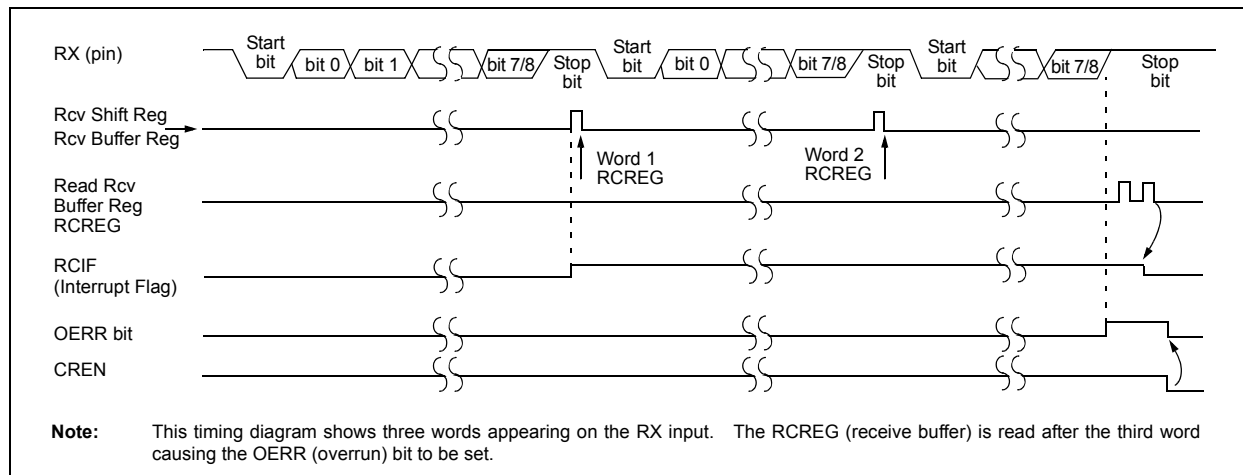 RX (pin)
Start
bit
bit 0
bit 1
bit 7/8
Stop
bit
Start
bit
bit 0
bit 7/8
Stop
bit
Start
bit
bit 7/8
Stop
bit
Rcv Shift Reg
Rcv Buffer Reg
Word 1
RCREG
Word 2
RCREG
Read Rcv
Buffer Reg
RCREG
RCIF
(Interrupt Flag)
OERR bit
CREN
Note: This timing diagram shows three words appearing on the RX input. The RCREG (receive buffer) is read after the third word
causing the OERR (overrun) bit to be set.